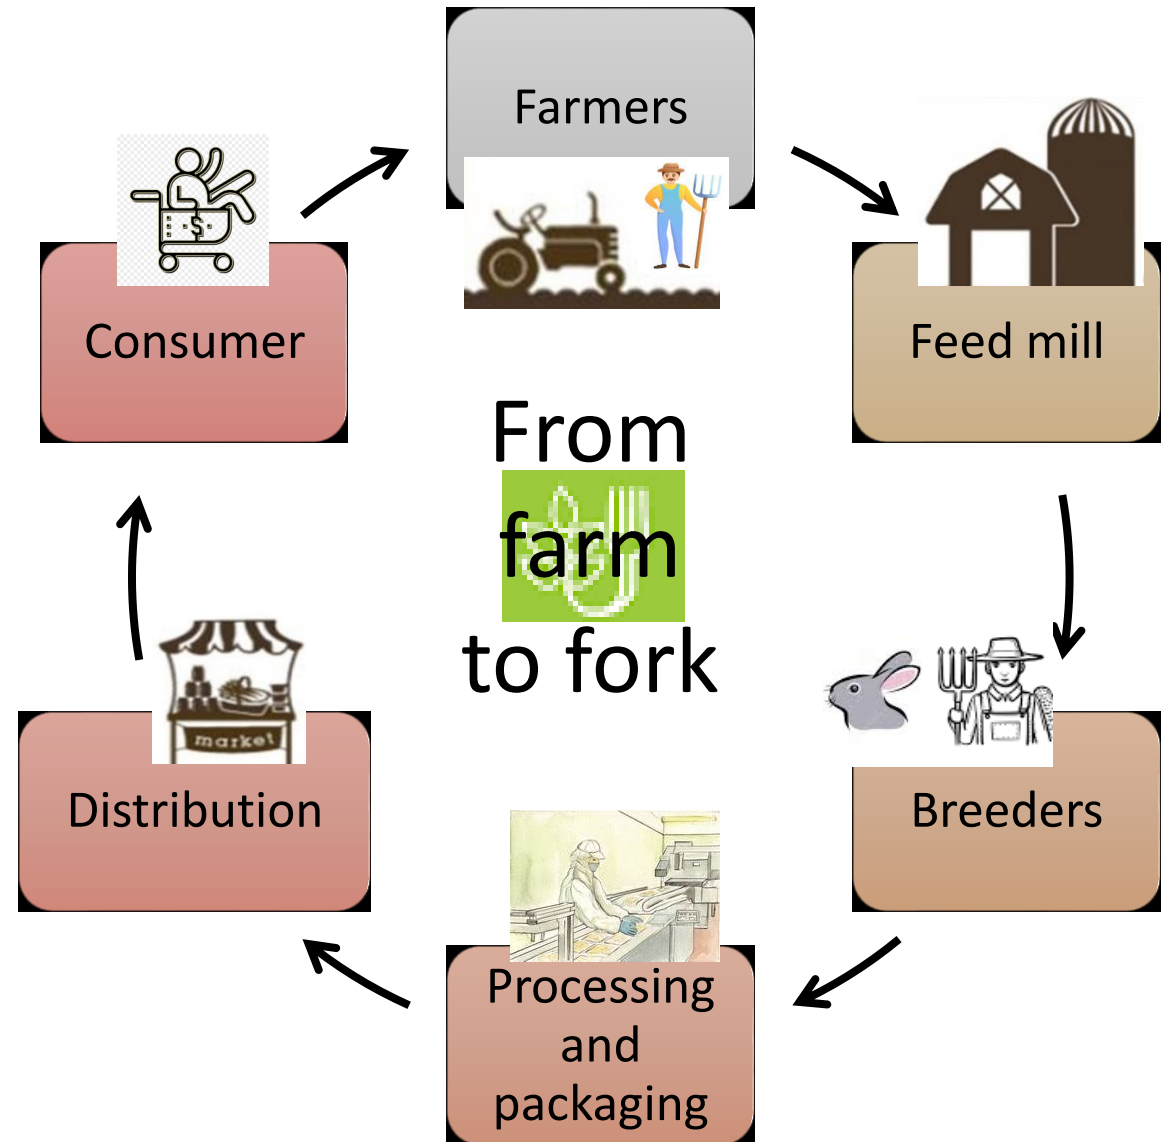 Farmers
Feed mill
Breeders
Processing
and
packaging
Distribution
market
Consumer
$
From
farm
to fork